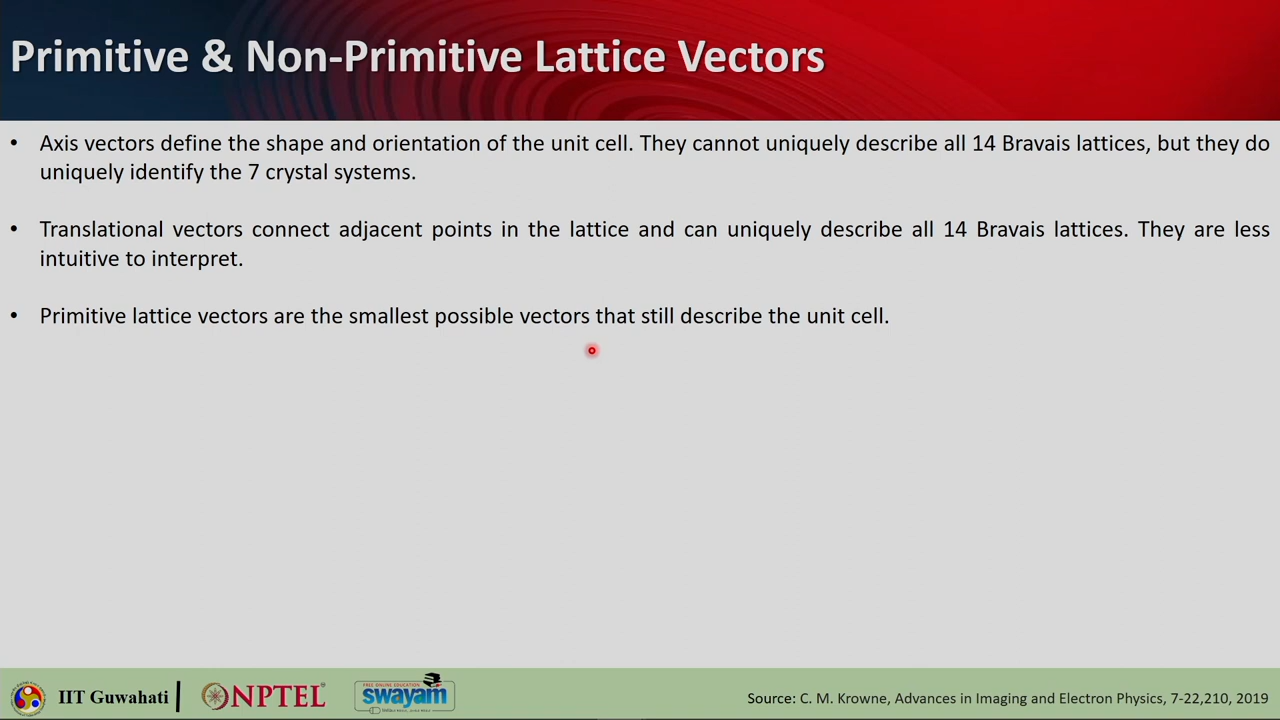 Primitive & Non-Primitive Lattice Vectors
• Axis vectors define the shape and orientation of the unit cell. They cannot uniquely describe all 14 Bravais lattices, but they do
uniquely identify the 7 crystal systems.
• Translational vectors connect adjacent points in the lattice and can uniquely describe all 14 Bravais lattices. They are less
intuitive to interpret.
• Primitive lattice vectors are the smallest possible vectors that still describe the unit cell.
IIT Guwahati
NPTEL
FREE ONLINE EDUCATION
swayam
Source: C. M. Krowne, Advances in Imaging and Electron Physics, 7-22,210, 2019